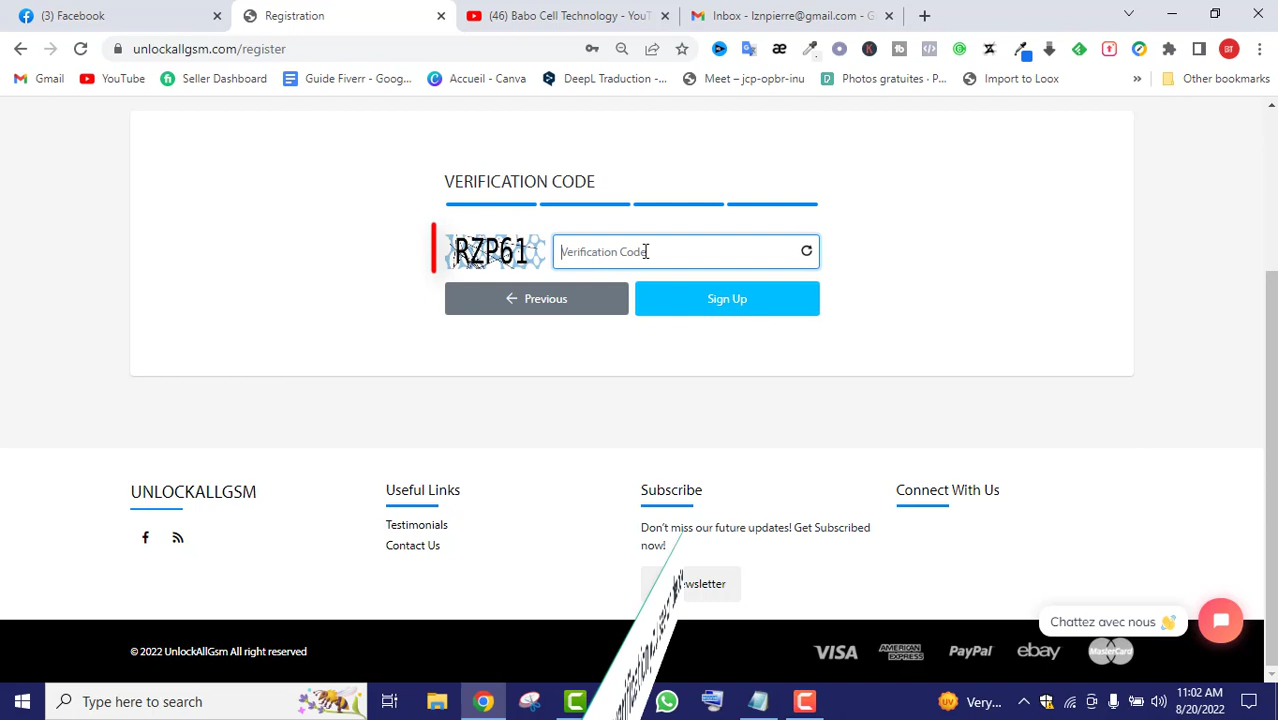 (3) Facebook
Registration
(46) Babo Cell Technology - YouT
Inbox - lznpierre@gmail.com - G
unlockallgsm.com/register
Gmail
YouTube
Seller Dashboard
Guide Fiverr - Goog...
Accueil - Canva
DeepL Traduction -...
Meet – jcp-opbr-inu
Photos gratuites · P...
Import to Loox
»
Other bookmarks
VERIFICATION CODE
RZP61
Verification Code
← Previous
Sign Up
UNLOCKALLGSM
Useful Links
Testimonials
Contact Us
Subscribe
Don't miss our future updates! Get Subscribed
now!
Connect With Us
Chattez avec nous 👋
© 2022 UnlockAllGsm All right reserved
VISA
AMERICAN EXPRESS
PayPal
ebay
MasterCard
Type here to search
Very...
11:02 AM
8/20/2022